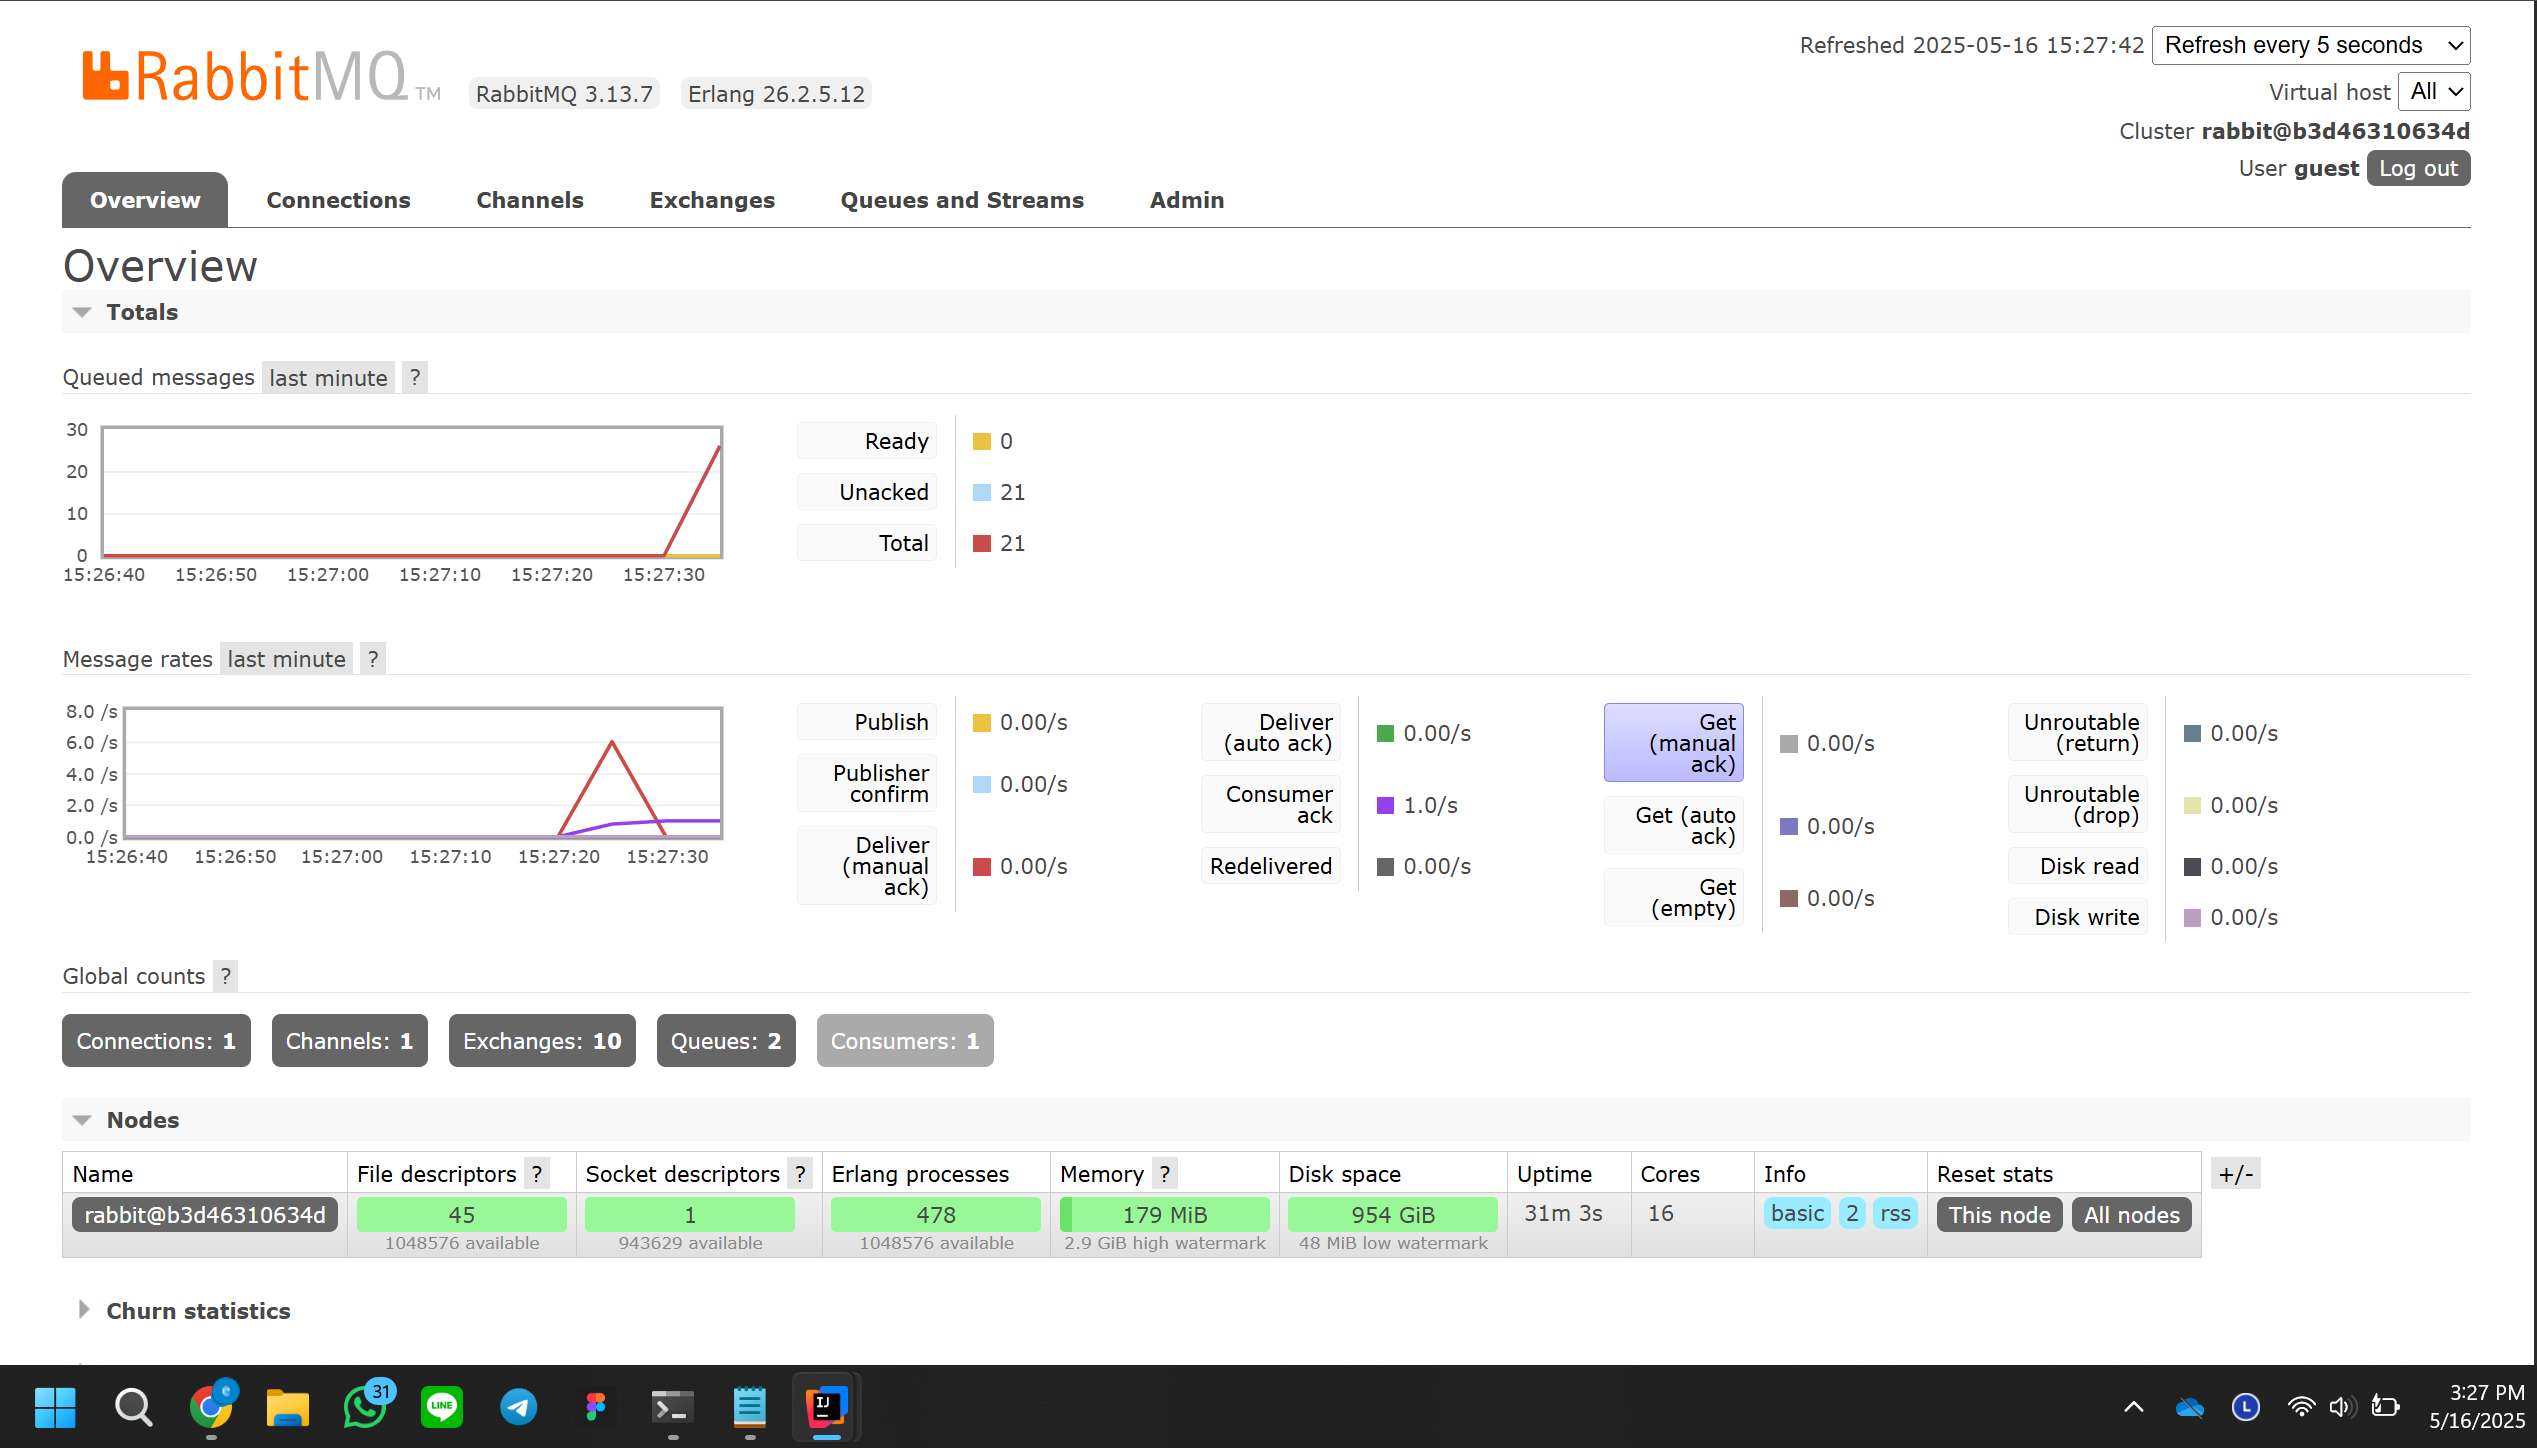 RabbitMQ TM
RabbitMQ 3.13.7 Erlang 26.2.5.12
Refreshed 2025-05-16 15:27:42 Refresh every 5 seconds
Virtual host All
Cluster rabbit@b3d46310634d
User guest Log out
Overview Connections Channels Exchanges Queues and Streams Admin
Overview
Totals
Queued messages last minute ?
30
20
10
0
15:26:40 15:26:50 15:27:00 15:27:10 15:27:20 15:27:30
Ready 0
Unacked 21
Total 21
Message rates last minute ?
8.0 /s
6.0 /s
4.0 /s
2.0 /s
0.0 /s
15:26:40 15:26:50 15:27:00 15:27:10 15:27:20 15:27:30
Publish 0.00/s
Publisher
confirm 0.00/s
Deliver
(manual
ack) 0.00/s
Deliver
(auto ack) 0.00/s
Consumer
ack 1.0/s
Redelivered 0.00/s
Get
(manual
ack) 0.00/s
Get (auto
ack) 0.00/s
Get
(empty) 0.00/s
Unroutable
(return) 0.00/s
Unroutable
(drop) 0.00/s
Disk read 0.00/s
Disk write 0.00/s
Global counts ?
Connections: 1 Channels: 1 Exchanges: 10 Queues: 2 Consumers: 1
Nodes
Name File descriptors ? Socket descriptors ? Erlang processes Memory ? Disk space Uptime Cores Info Reset stats +/-
rabbit@b3d46310634d 45 1 478 179 MiB 954 GiB 31m 3s 16 basic 2 rss This node All nodes
1048576 available 943629 available 1048576 available 2.9 GiB high watermark 48 MiB low watermark
Churn statistics
31
LINE
IJ
L
3:27 PM
5/16/2025